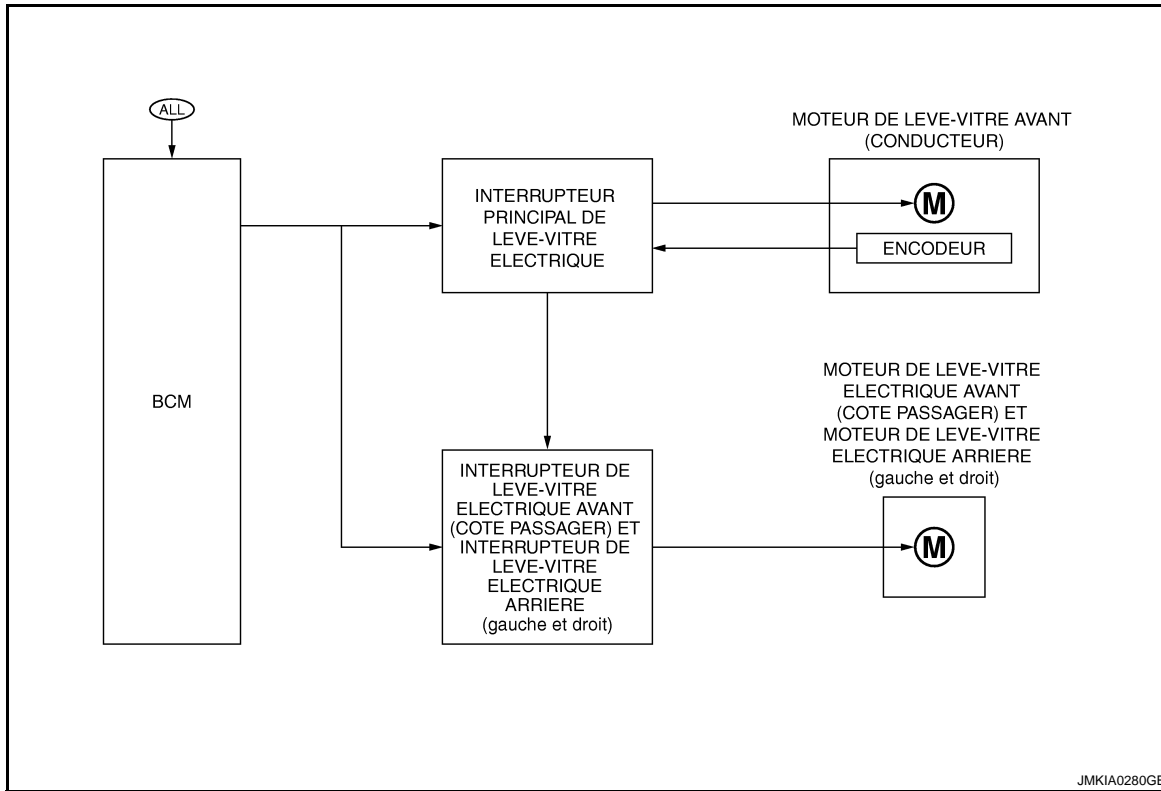 ALL
BCM
INTERRUPTEUR
PRINCIPAL DE
LEVE-VITRE
ELECTRIQUE
MOTEUR DE LEVE-VITRE AVANT
(CONDUCTEUR)
M
ENCODEUR
INTERRUPTEUR DE
LEVE-VITRE
ELECTRIQUE AVANT
(COTE PASSAGER) ET
INTERRUPTEUR DE
LEVE-VITRE
ELECTRIQUE
ARRIERE
(gauche et droit)
MOTEUR DE LEVE-VITRE
ELECTRIQUE AVANT
(COTE PASSAGER) ET
MOTEUR DE LEVE-VITRE
ELECTRIQUE ARRIERE
(gauche et droit)
M
JMKIA0280GB